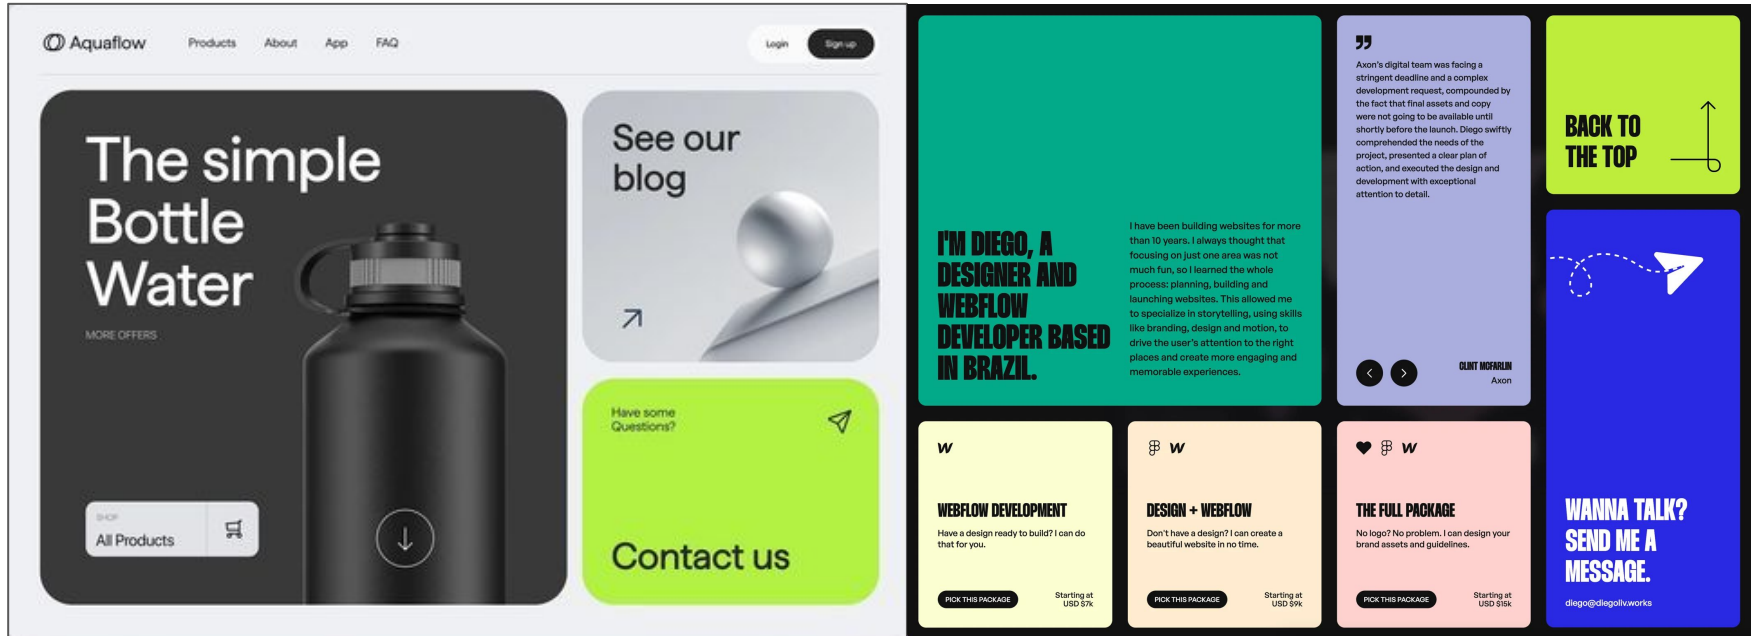 Aquaflow
Products
About
App
FAQ
Login
Sign up
The simple
Bottle
Water
MORE OFFERS
SHOP
All Products
See our
blog
Have some
Questions?
Contact us
I'M DIEGO, A
DESIGNER AND
WEBFLOW
DEVELOPER BASED
IN BRAZIL.
I have been building websites for more
than 10 years. I always thought that
focusing on just one area was not
much fun, so I learned the whole
process: planning, building and
launching websites. This allowed me
to specialize in storytelling, using skills
like branding, design and motion, to
drive the user's attention to the right
places and create more engaging and
memorable experiences.
Axon's digital team was facing a
stringent deadline and a complex
development request, compounded by
the fact that final assets and copy
were not going to be available until
shortly before the launch. Diego swiftly
comprehended the needs of the
project, presented a clear plan of
action, and executed the design and
development with exceptional
attention to detail.
CLINT MCFARLIN
Axon
BACK TO
THE TOP
WEBFLOW DEVELOPMENT
Have a design ready to build? I can do
that for you.
PICK THIS PACKAGE
Starting at
USD $7k
DESIGN + WEBFLOW
Don't have a design? I can create a
beautiful website in no time.
PICK THIS PACKAGE
Starting at
USD $9k
THE FULL PACKAGE
No logo? No problem. I can design your
brand assets and guidelines.
PICK THIS PACKAGE
Starting at
USD $15k
WANNA TALK?
SEND ME A
MESSAGE.
diego@diegoliv.works